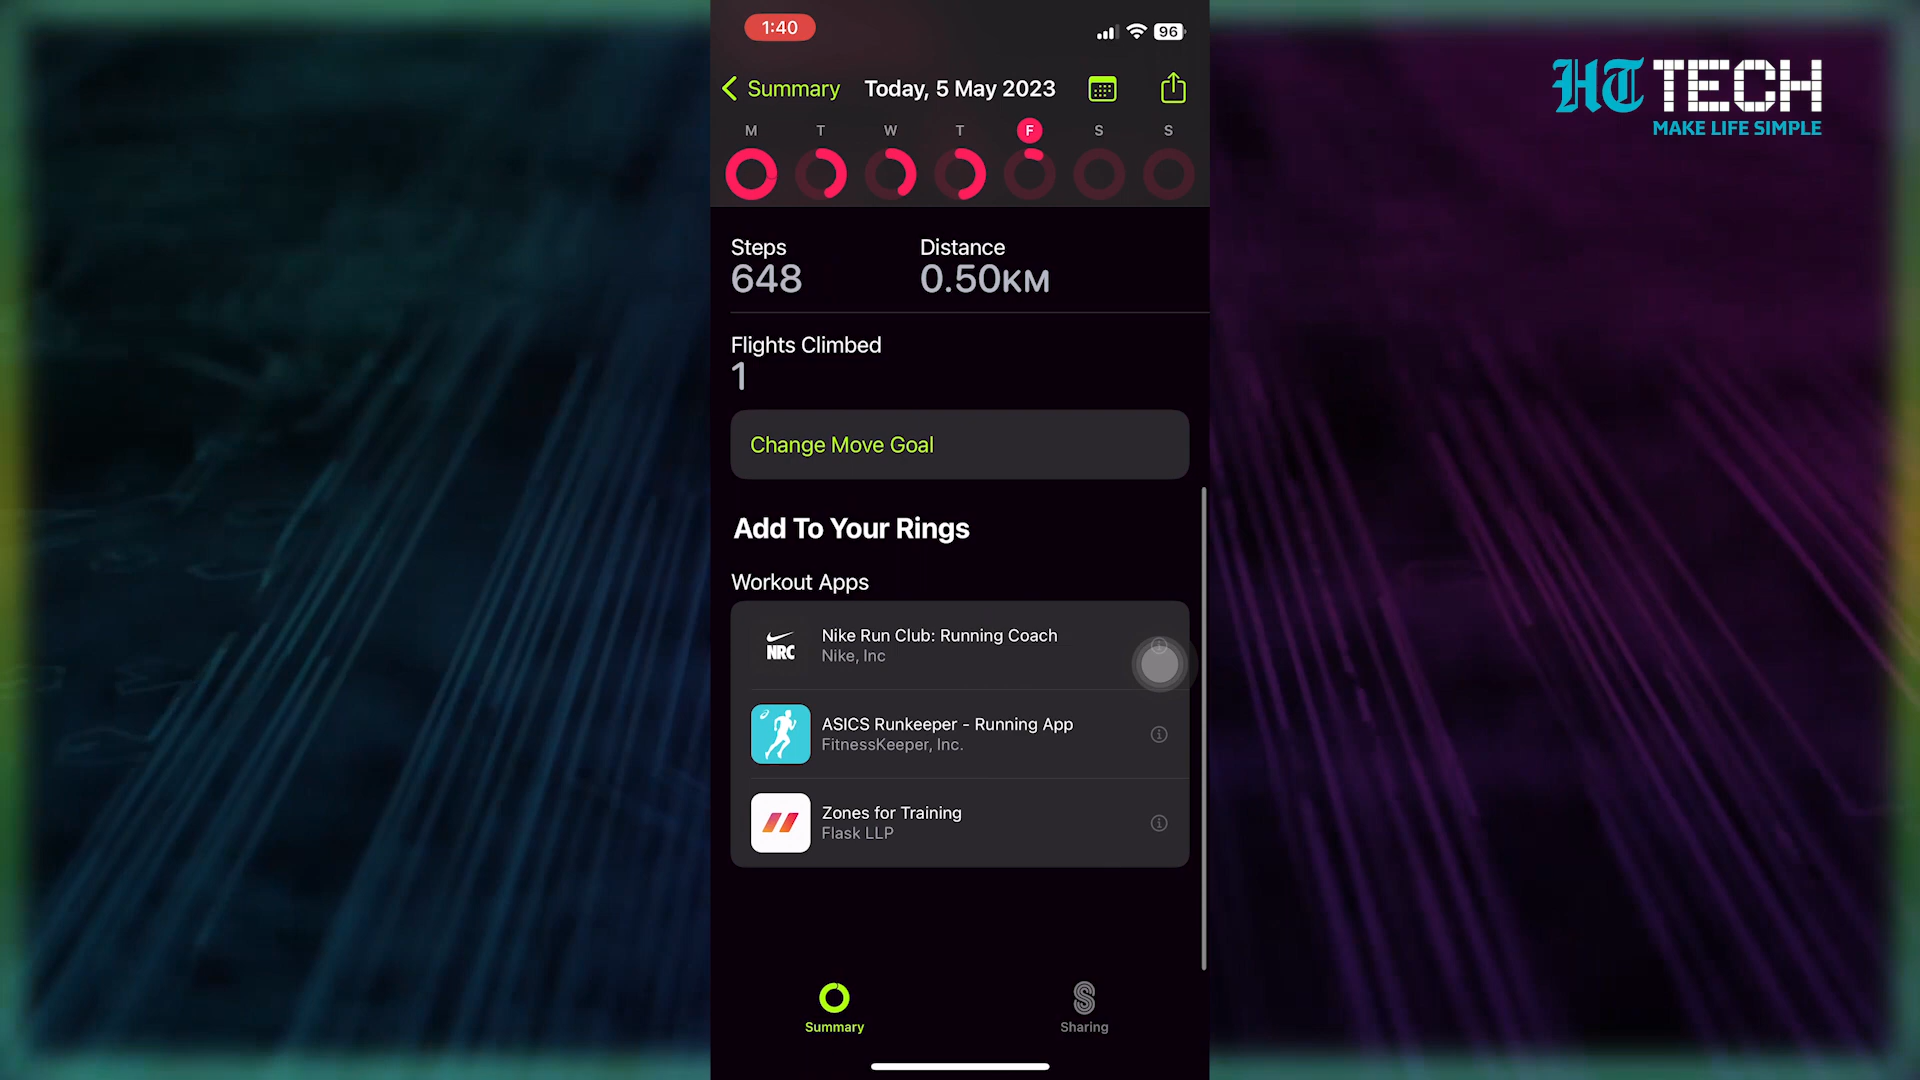 1:40
96
HT TECH
MAKE LIFE SIMPLE
Summary
Today, 5 May 2023
M T W T F S S
Steps
648
Distance
0.50KM
Flights Climbed
1
Change Move Goal
Add To Your Rings
Workout Apps
NRC
Nike Run Club: Running Coach
Nike, Inc
ASICS Runkeeper - Running App
FitnessKeeper, Inc.
Zones for Training
Flask LLP
Summary
Sharing